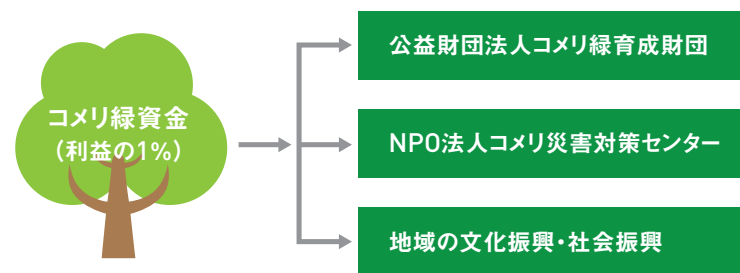 コメリ緑資金
（利益の1％）
公益財団法人コメリ緑育成財団
NPO法人コメリ災害対策センター
地域の文化振興・社会振興